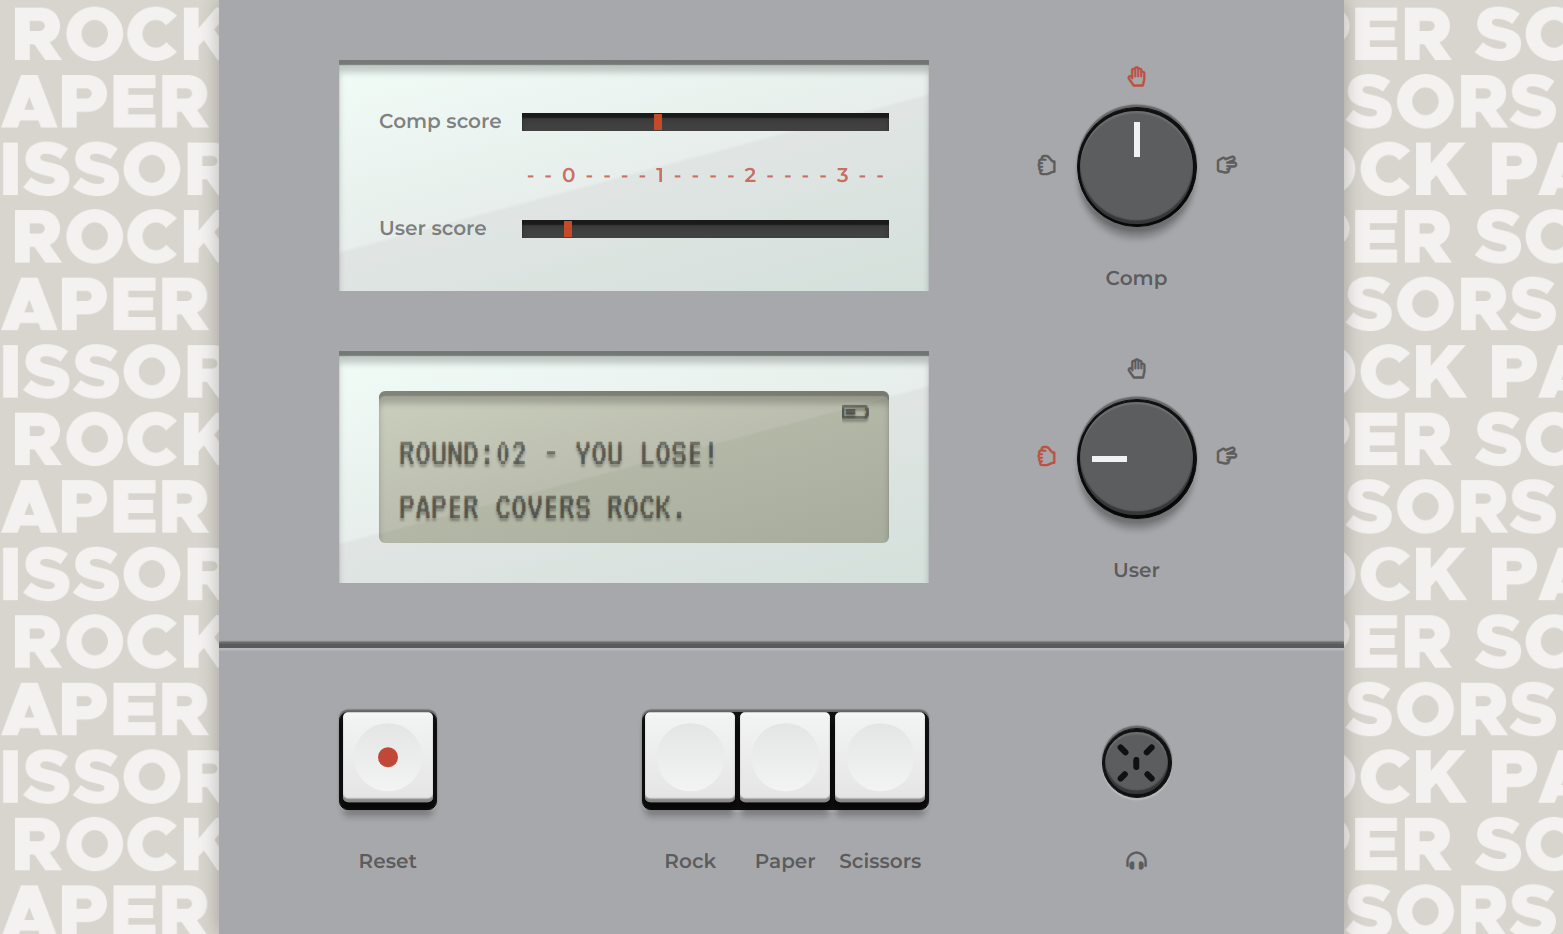 ROCK
APER
ISSOR
ROCK
APER
ISSOR
ROCK
APER
ISSOR
ROCK
APER
ISSOR
ROCK
APER
Comp score
- - 0 - - - - 1 - - - - 2 - - - - 3 - -
User score
Comp
ROUND:02 - YOU LOSE!
PAPER COVERS ROCK.
User
Reset
Rock
Paper
Scissors
ER SC
SORS
CK PA
ER SC
SORS
CK PA
ER SC
SORS
CK PA
ER SC
SORS
CK PA
ER SC
SORS